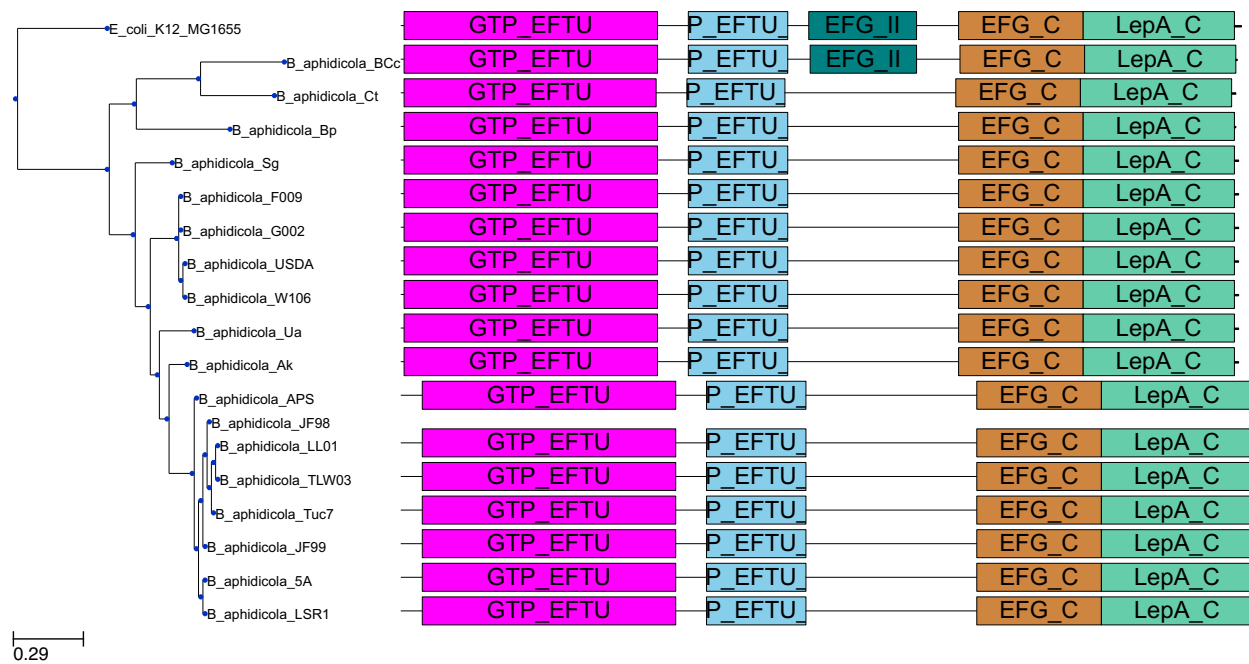 E_coli_K12_MG1655 GTP_EFTU P_EFTU_ EFG_II EFG_C LepA_C
B_aphidicola_BCc GTP_EFTU P_EFTU_ EFG_II EFG_C LepA_C
B_aphidicola_Ct GTP_EFTU P_EFTU_ EFG_C LepA_C
B_aphidicola_Bp GTP_EFTU P_EFTU_ EFG_C LepA_C
B_aphidicola_Sg GTP_EFTU P_EFTU_ EFG_C LepA_C
B_aphidicola_F009 GTP_EFTU P_EFTU_ EFG_C LepA_C
B_aphidicola_G002 GTP_EFTU P_EFTU_ EFG_C LepA_C
B_aphidicola_USDA GTP_EFTU P_EFTU_ EFG_C LepA_C
B_aphidicola_W106 GTP_EFTU P_EFTU_ EFG_C LepA_C
B_aphidicola_Ua GTP_EFTU P_EFTU_ EFG_C LepA_C
B_aphidicola_Ak GTP_EFTU P_EFTU_ EFG_C LepA_C
B_aphidicola_APS GTP_EFTU P_EFTU_ EFG_C LepA_C
B_aphidicola_JF98
B_aphidicola_LL01 GTP_EFTU P_EFTU_ EFG_C LepA_C
B_aphidicola_TLW03 GTP_EFTU P_EFTU_ EFG_C LepA_C
B_aphidicola_Tuc7 GTP_EFTU P_EFTU_ EFG_C LepA_C
B_aphidicola_JF99 GTP_EFTU P_EFTU_ EFG_C LepA_C
B_aphidicola_5A GTP_EFTU P_EFTU_ EFG_C LepA_C
B_aphidicola_LSR1 GTP_EFTU P_EFTU_ EFG_C LepA_C
0.29